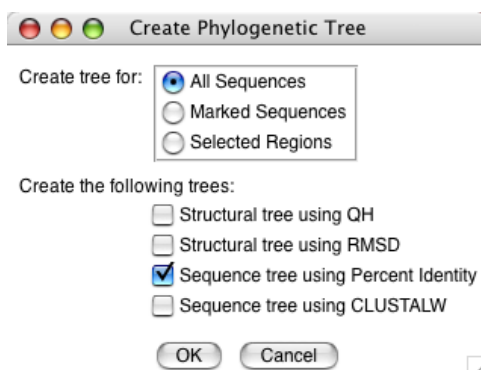 Create Phylogenetic Tree
Create tree for:
All Sequences
Marked Sequences
Selected Regions
Create the following trees:
Structural tree using QH
Structural tree using RMSD
Sequence tree using Percent Identity
Sequence tree using CLUSTALW
OK Cancel